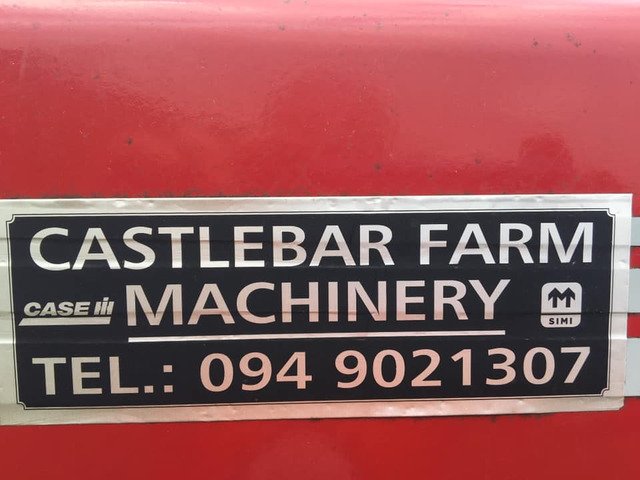 CASTLEBAR FARM
CASE IH MACHINERY SIMI
TEL.: 094 9021307